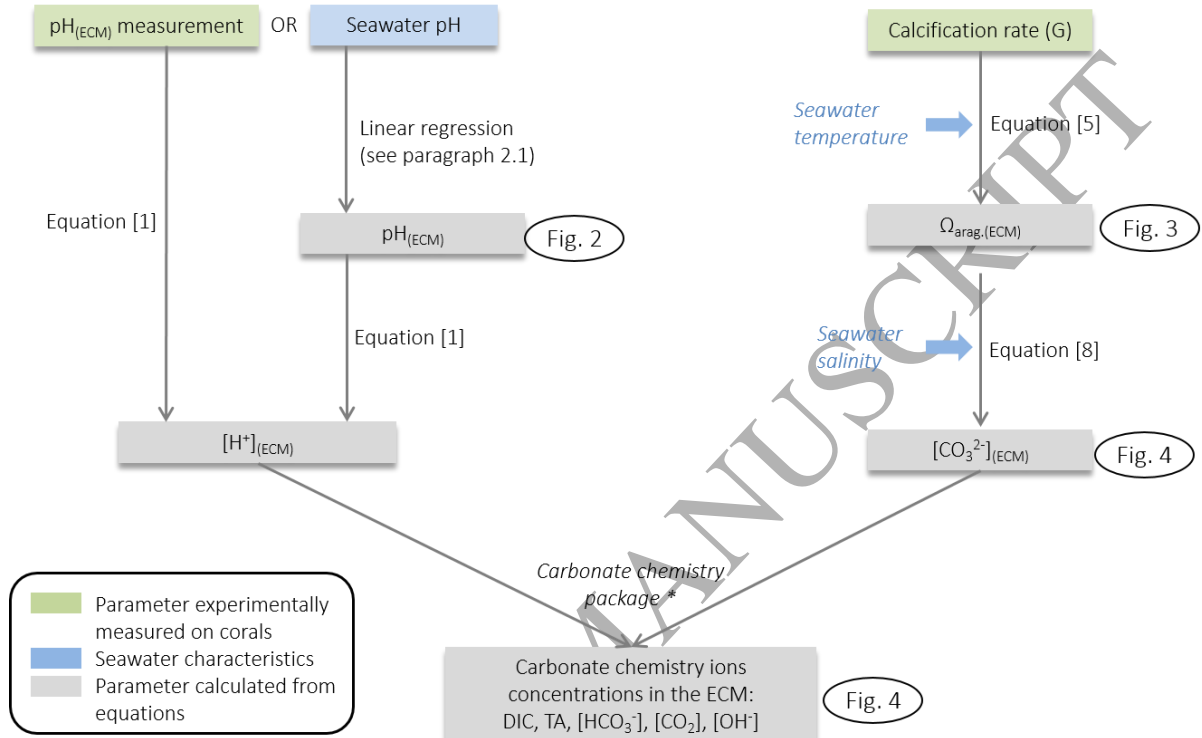 pH(ECM) measurement
OR
Seawater pH
Calcification rate (G)
Linear regression
(see paragraph 2.1)
Seawater
temperature
Equation [5]
Equation [1]
pH(ECM)
Fig. 2
Ωarag.(ECM)
Fig. 3
Equation [1]
Seawater
salinity
Equation [8]
[H⁺](ECM)
[CO₃²⁻](ECM)
Fig. 4
Carbonate chemistry
package *
Parameter experimentally
measured on corals
Seawater characteristics
Parameter calculated from
equations
Carbonate chemistry ions
concentrations in the ECM:
DIC, TA, [HCO₃⁻], [CO₂], [OH⁻]
Fig. 4
MANUSCRIPT